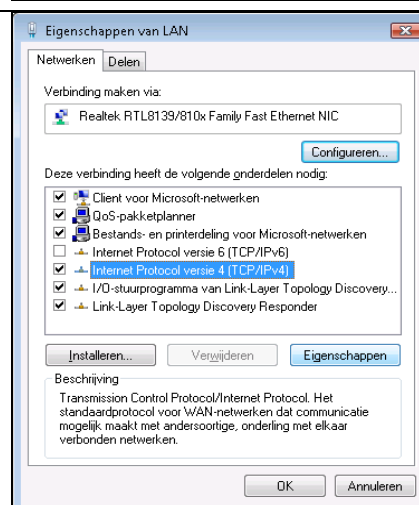 Eigenschappen van LAN
Netwerken Delen
Verbinding maken via:
Realtek RTL8139/810x Family Fast Ethernet NIC
Configureren...
Deze verbinding heeft de volgende onderdelen nodig:
Client voor Microsoft-netwerken
QoS-pakketplanner
Bestands- en printerdeling voor Microsoft-netwerken
Internet Protocol versie 6 (TCP/IPv6)
Internet Protocol versie 4 (TCP/IPv4)
I/O-stuurprogramma van Link-Layer Topology Discovery...
Link-Layer Topology Discovery Responder
Installeren... Verwijderen Eigenschappen
Beschrijving
Transmission Control Protocol/Internet Protocol. Het
standaardprotocol voor WAN-netwerken dat communicatie
mogelijk maakt met andersoortige, onderling met elkaar
verbonden netwerken.
OK Annuleren